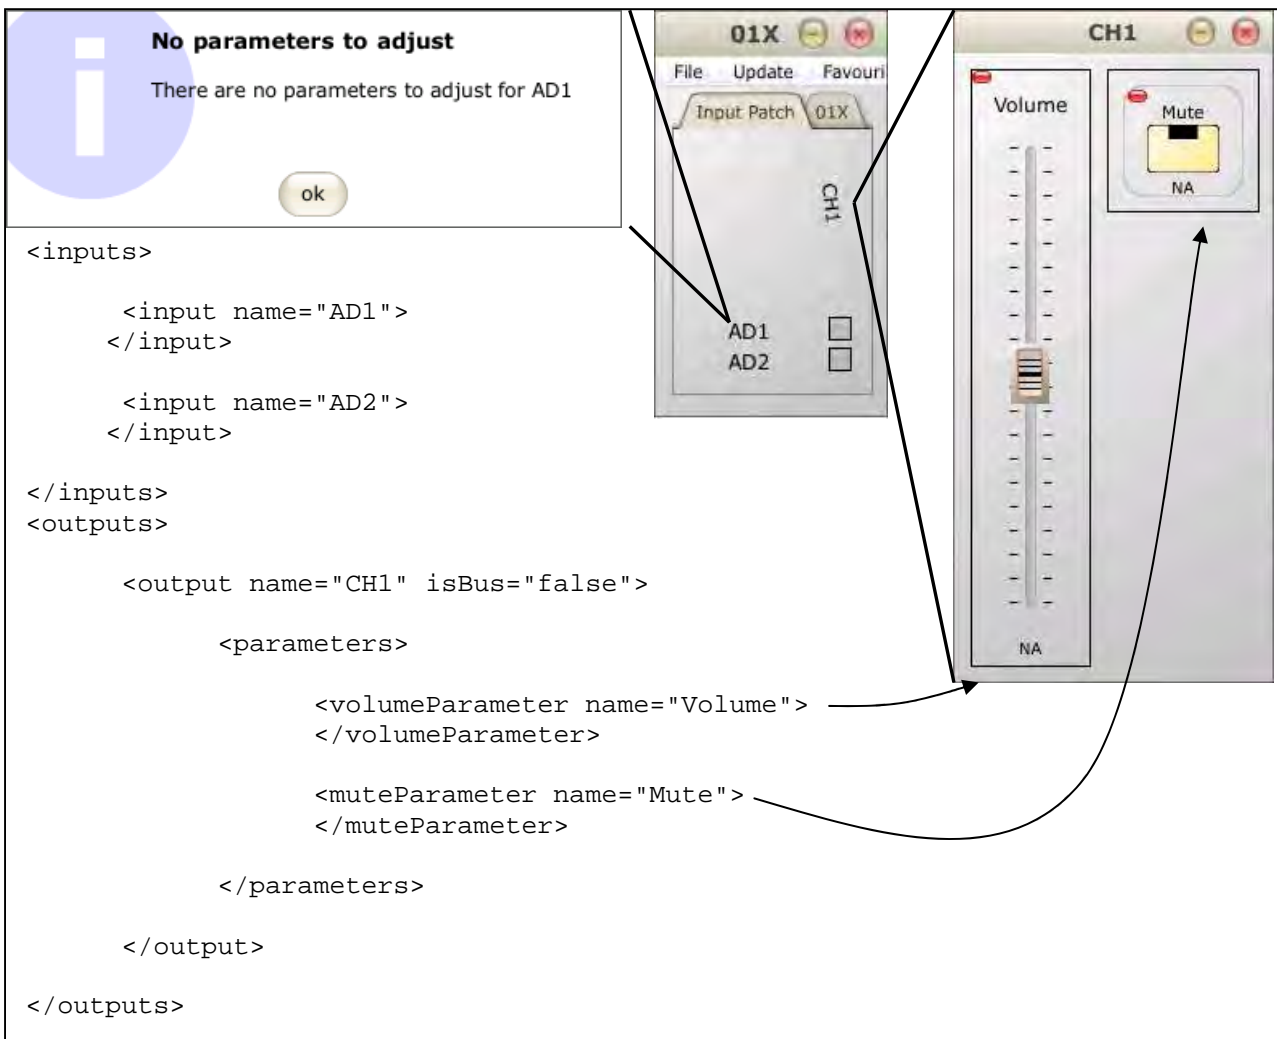 No parameters to adjust
There are no parameters to adjust for AD1
ok
01X
File Update Favouri
Input Patch 01X
CH1
AD1
AD2
CH1
Volume
NA
Mute
NA
<inputs>
<input name="AD1">
</input>
<input name="AD2">
</input>
</inputs>
<outputs>
<output name="CH1" isBus="false">
<parameters>
<volumeParameter name="Volume">
</volumeParameter>
<muteParameter name="Mute">
</muteParameter>
</parameters>
</output>
</outputs>